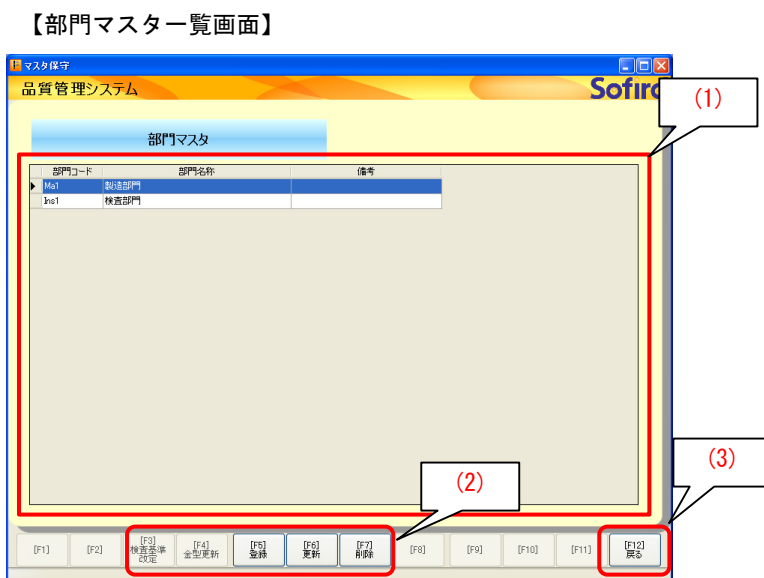 【部門マスター覧画面】
マスタ保守
品質管理システム
Sofir
(1)
部門マスタ
部門コード 部門名称 備考
Ma1 製造部門
Ins1 検査部門
(2)
(3)
[F1] [F2] [F3] 検査基準 改定 [F4] 金型更新 [F5] 登録 [F6] 更新 [F7] 削除 [F8] [F9] [F10] [F11] [F12] 戻る